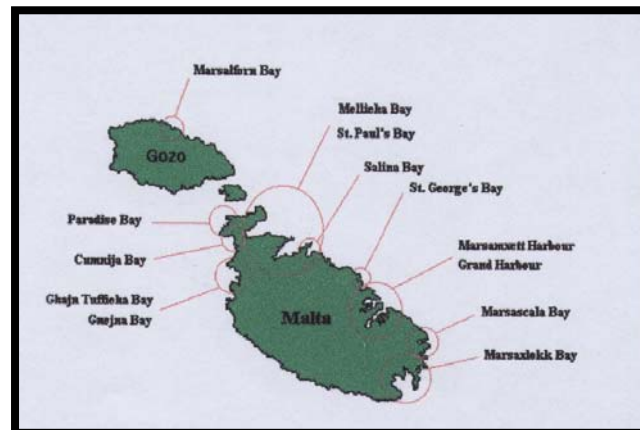 Marsalforn Bay
Mellieha Bay
St. Paul's Bay
Gozo
Salina Bay
St. George's Bay
Paradise Bay
Marsamxett Harbour
Grand Harbour
Cumnija Bay
Ghajn Tuffieha Bay
Gnejna Bay
Malta
Marsascala Bay
Marsaxlokk Bay